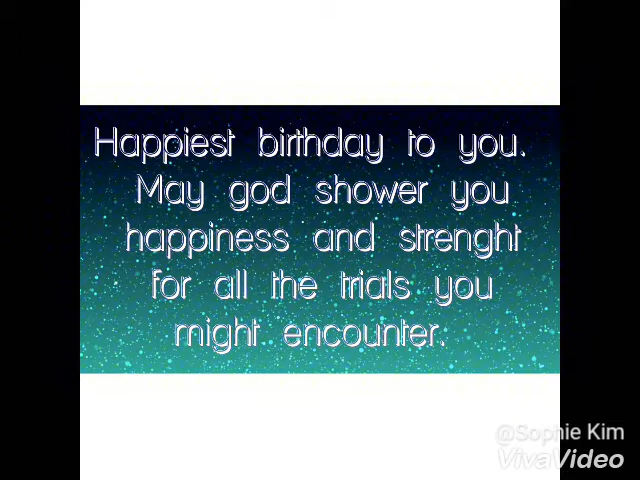 Happiest birthday to you.
May god shower you
happiness and strenght
for all the trials you
might encounter.
@Sophie Kim
VivaVideo